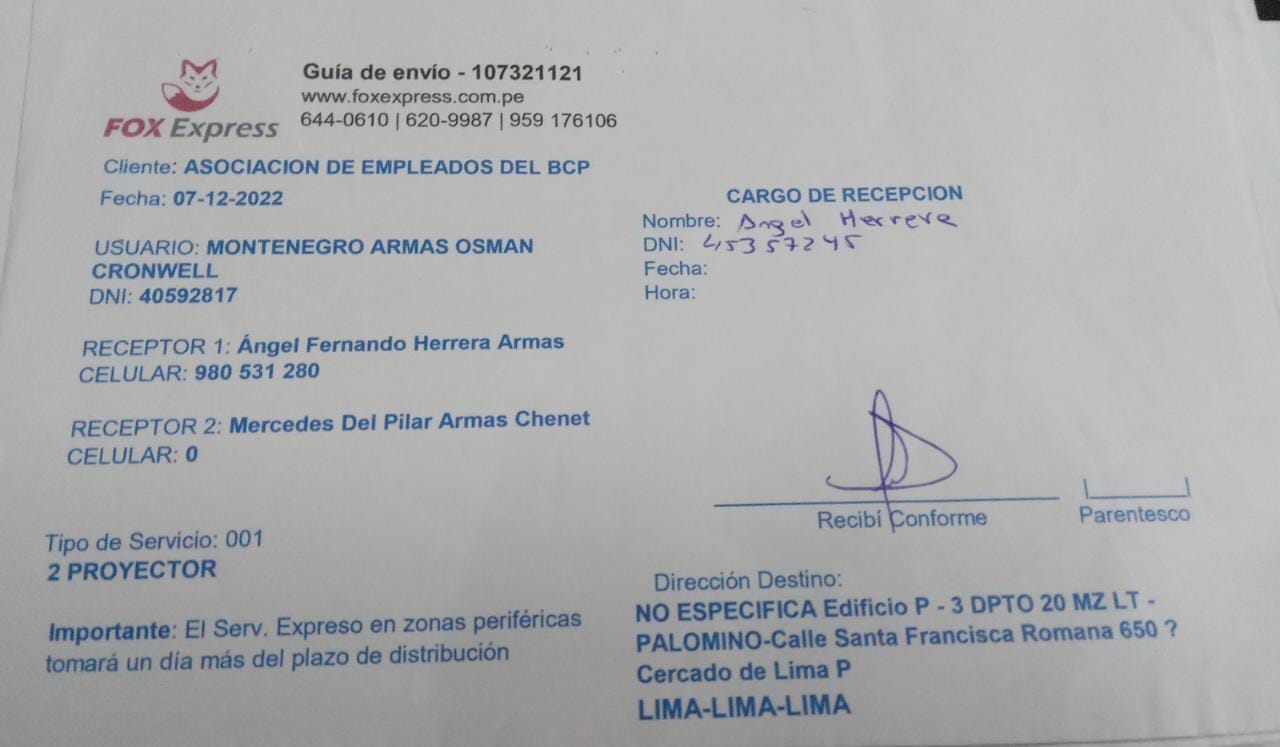 FOX Express
Guía de envío - 107321121
www.foxexpress.com.pe
644-0610 | 620-9987 | 959 176106
Cliente: ASOCIACION DE EMPLEADOS DEL BCP
Fecha: 07-12-2022
USUARIO: MONTENEGRO ARMAS OSMAN
CRONWELL
DNI: 40592817
RECEPTOR 1: Ángel Fernando Herrera Armas
CELULAR: 980 531 280
RECEPTOR 2: Mercedes Del Pilar Armas Chenet
CELULAR: 0
Tipo de Servicio: 001
2 PROYECTOR
Importante: El Serv. Expreso en zonas periféricas
tomará un día más del plazo de distribución
CARGO DE RECEPCION
Nombre: Angel Herrera
DNI: 45357245
Fecha:
Hora:
Recibí Conforme
Parentesco
Dirección Destino:
NO ESPECIFICA Edificio P - 3 DPTO 20 MZ LT -
PALOMINO-Calle Santa Francisca Romana 650 ?
Cercado de Lima P
LIMA-LIMA-LIMA